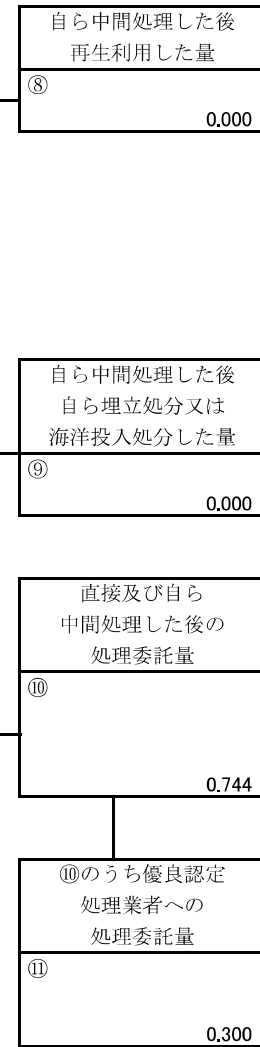 自ら中間処理した後
再生利用した量
⑧
0.000
自ら中間処理した後
自ら埋立処分又は
海洋投入処分した量
⑨
0.000
直接及び自ら
中間処理した後の
処理委託量
⑩
0.744
⑩のうち優良認定
処理業者への
処理委託量
⑪
0.300